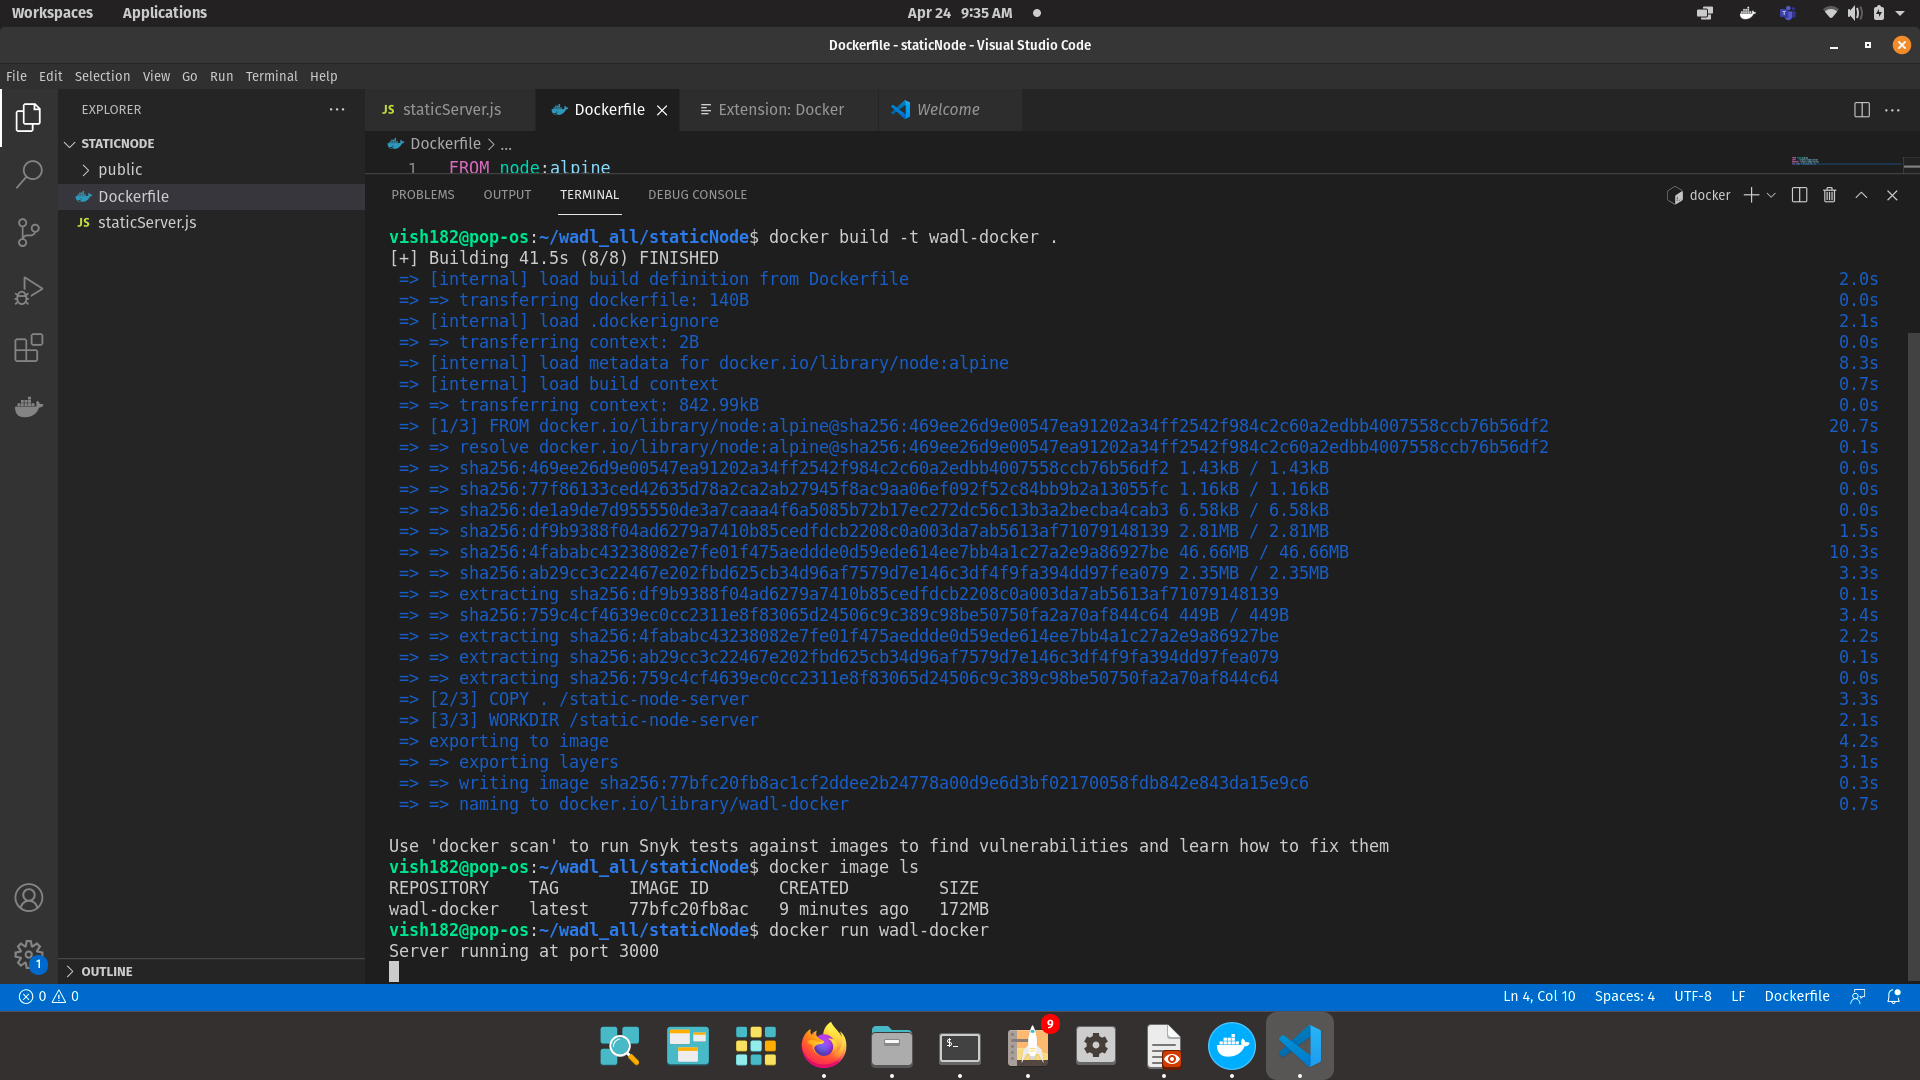 Workspaces Applications Apr 24 9:35 AM
Dockerfile - staticNode - Visual Studio Code
File Edit Selection View Go Run Terminal Help
EXPLORER
STATICNODE
public
Dockerfile
JS staticServer.js
OUTLINE
JS staticServer.js Dockerfile Extension: Docker Welcome
Dockerfile > ...
1 FROM node:alpine
PROBLEMS OUTPUT TERMINAL DEBUG CONSOLE docker
vish182@pop-os:~/wadl_all/staticNode$ docker build -t wadl-docker .
[+] Building 41.5s (8/8) FINISHED
=> [internal] load build definition from Dockerfile 2.0s
=> => transferring dockerfile: 140B 0.0s
=> [internal] load .dockerignore 2.1s
=> => transferring context: 2B 0.0s
=> [internal] load metadata for docker.io/library/node:alpine 8.3s
=> [internal] load build context 0.7s
=> => transferring context: 842.99kB 0.0s
=> [1/3] FROM docker.io/library/node:alpine@sha256:469ee26d9e00547ea91202a34ff2542f984c2c60a2edbb4007558ccb76b56df2 20.7s
=> => resolve docker.io/library/node:alpine@sha256:469ee26d9e00547ea91202a34ff2542f984c2c60a2edbb4007558ccb76b56df2 0.1s
=> => sha256:469ee26d9e00547ea91202a34ff2542f984c2c60a2edbb4007558ccb76b56df2 1.43kB / 1.43kB 0.0s
=> => sha256:77f86133ced42635d78a2ca2ab27945f8ac9aa06ef092f52c84bb9b2a13055fc 1.16kB / 1.16kB 0.0s
=> => sha256:de1a9de7d955550de3a7caaa4f6a5085b72b17ec272dc56c13b3a2becba4cab3 6.58kB / 6.58kB 0.0s
=> => sha256:df9b9388f04ad6279a7410b85cedfdcb2208c0a003da7ab5613af71079148139 2.81MB / 2.81MB 1.5s
=> => sha256:4fababc43238082e7fe01f475aeddde0d59ede614ee7bb4a1c27a2e9a86927be 46.66MB / 46.66MB 10.3s
=> => sha256:ab29cc3c22467e202fbd625cb34d96af7579d7e146c3df4f9fa394dd97fea079 2.35MB / 2.35MB 3.3s
=> => extracting sha256:df9b9388f04ad6279a7410b85cedfdcb2208c0a003da7ab5613af71079148139 0.1s
=> => sha256:759c4cf4639ec0cc2311e8f83065d24506c9c389c98be50750fa2a70af844c64 449B / 449B 3.4s
=> => extracting sha256:4fababc43238082e7fe01f475aeddde0d59ede614ee7bb4a1c27a2e9a86927be 2.2s
=> => extracting sha256:ab29cc3c22467e202fbd625cb34d96af7579d7e146c3df4f9fa394dd97fea079 0.1s
=> => extracting sha256:759c4cf4639ec0cc2311e8f83065d24506c9c389c98be50750fa2a70af844c64 0.0s
=> [2/3] COPY . /static-node-server 3.3s
=> [3/3] WORKDIR /static-node-server 2.1s
=> exporting to image 4.2s
=> => exporting layers 3.1s
=> => writing image sha256:77bfc20fb8ac1cf2ddee2b24778a00d9e6d3bf02170058fdb842e843da15e9c6 0.3s
=> => naming to docker.io/library/wadl-docker 0.7s
Use 'docker scan' to run Snyk tests against images to find vulnerabilities and learn how to fix them
vish182@pop-os:~/wadl_all/staticNode$ docker image ls
REPOSITORY TAG IMAGE ID CREATED SIZE
wadl-docker latest 77bfc20fb8ac 9 minutes ago 172MB
vish182@pop-os:~/wadl_all/staticNode$ docker run wadl-docker
Server running at port 3000
1
0 0 Ln 4, Col 10 Spaces: 4 UTF-8 LF Dockerfile
$_ 9